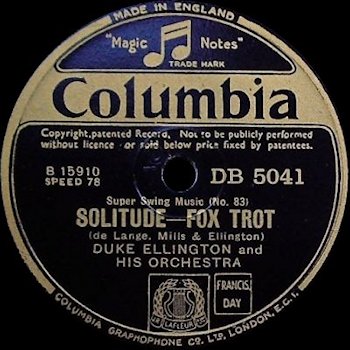 MADE IN ENGLAND
"Magic Notes"
TRADE MARK
Columbia
Copyright,patented Record, Not to be publicly performed
without licence · or sold below price fixed by patentees.
B 15910
SPEED 78
DB 5041
Super Swing Music (No. 83)
SOLITUDE—FOX TROT
(de Lange, Mills & Ellington)
DUKE ELLINGTON and
HIS ORCHESTRA
LAFLEUR
FRANCIS,
DAY
COLUMBIA GRAPHOPHONE CO. LTD. LONDON, E.C.1.